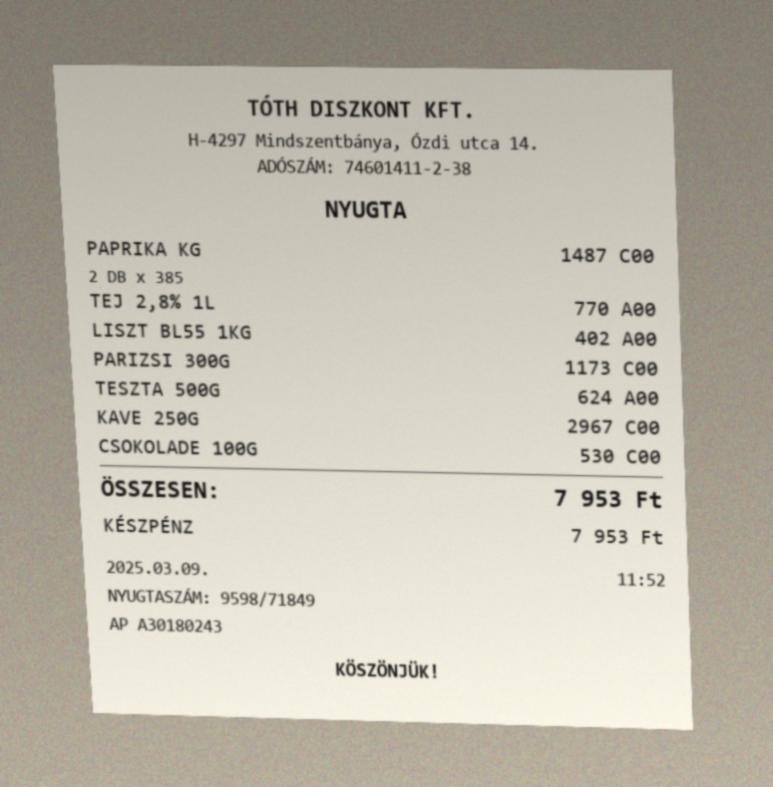 TÓTH DISZKONT KFT.
H-4297 Mindszentbánya, Ózdi utca 14.
ADÓSZÁM: 74601411-2-38
NYUGTA
PAPRIKA KG 1487 C00
2 DB x 385
TEJ 2,8% 1L 770 A00
LISZT BL55 1KG 402 A00
PARIZSI 300G 1173 C00
TESZTA 500G 624 A00
KAVE 250G 2967 C00
CSOKOLADE 100G 530 C00
ÖSSZESEN: 7 953 Ft
KÉSZPÉNZ 7 953 Ft
2025.03.09. 11:52
NYUGTASZÁM: 9598/71849
AP A30180243
KÖSZÖNJÜK!